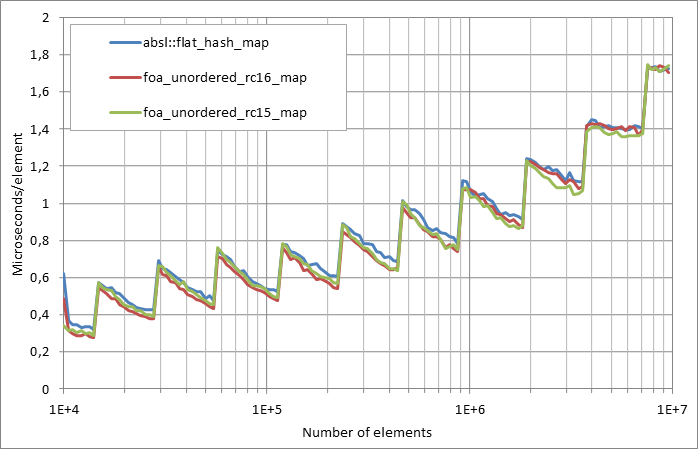 2
1,8
1,6
1,4
1,2
1
0,8
0,6
0,4
0,2
0
Microseconds/element
absl::flat_hash_map
foa_unordered_rc16_map
foa_unordered_rc15_map
1E+4 1E+5 1E+6 1E+7
Number of elements